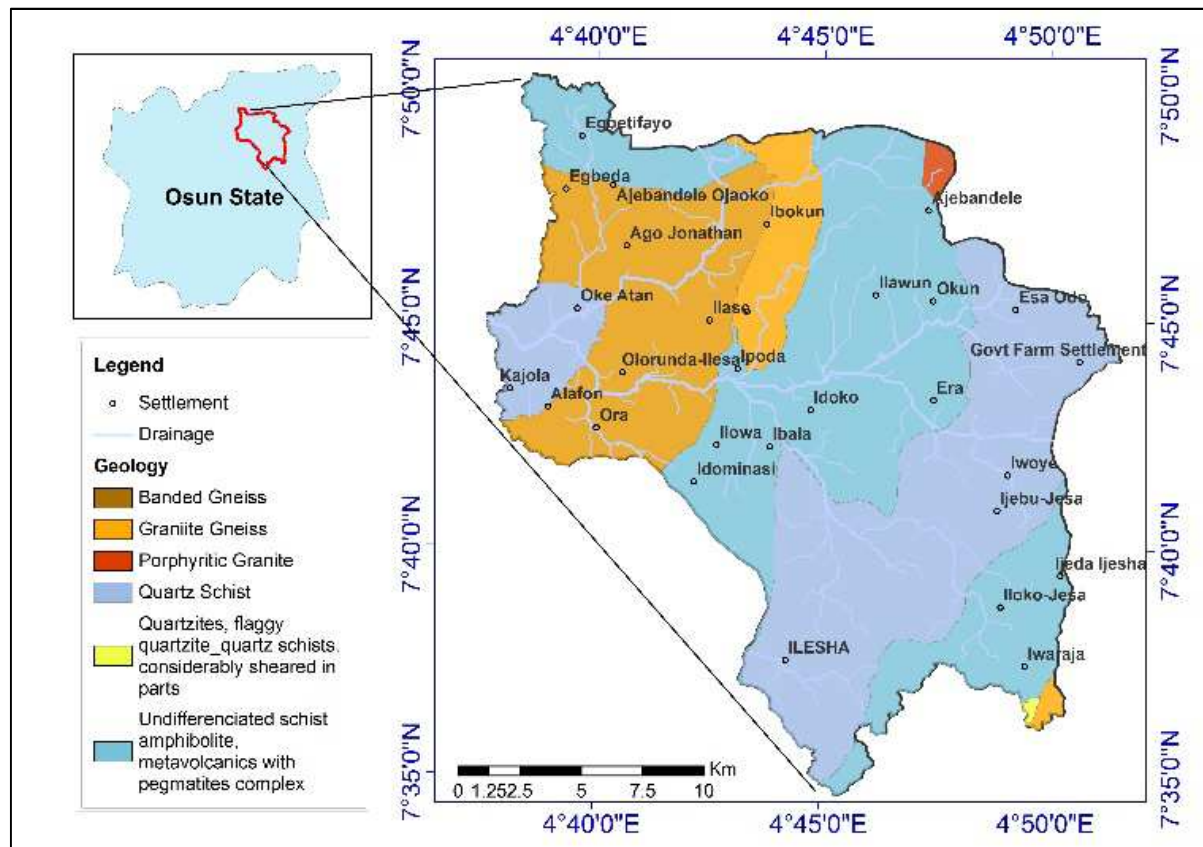 4°40'0"E 4°45'0"E 4°50'0"E
7°50'0"N
7°50'0"N
Osun State
Egpetifayo
Egbeda
Ajebandele Ojaoko
Ajebandele
Ibokun
Ago Jonathan
Ilawun
Okun
Esa Odo
Oke Atan
Ilase
7°45'0"N
7°45'0"N
Govt Farm Settlement
Olorunda-Ilesa
Ipoda
Kajola
Alafon
Era
Idoko
Ora
Ilowa
Ibala
Idominasi
Iwoye
Ijebu-Jesa
7°40'0"N
7°40'0"N
Ijeda Ijesha
Iloko-Jesa
ILESHA
Iwaraja
7°35'0"N
7°35'0"N
Km
0 1.252.5 5 7.5 10
4°40'0"E 4°45'0"E 4°50'0"E
Legend
Settlement
Drainage
Geology
Banded Gneiss
Graniite Gneiss
Porphyritic Granite
Quartz Schist
Quartzites, flaggy
quartzite_quartz schists,
considerably sheared in
parts
Undifferenciated schist
amphibolite,
metavolcanics with
pegmatites complex